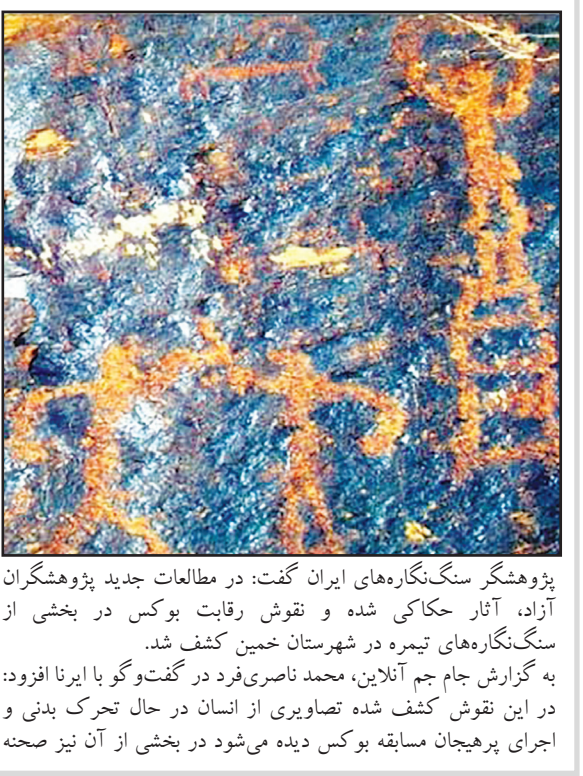 پژوهشگر سنگ‌نگاره‌های ایران گفت: در مطالعات جدید پژوهشگران
آزاد، آثار حکاکی شده و نقوش رقابت بوکس در بخشی از
سنگ‌نگاره‌های تیمره در شهرستان خمین کشف شد.
به گزارش جام جم آنلاین، محمد ناصری‌فرد در گفت‌وگو با ایرنا افزود:
در این نقوش کشف شده تصاویری از انسان در حال تحرک بدنی و
اجرای پرهیجان مسابقه بوکس دیده می‌شود در بخشی از آن نیز صحنه